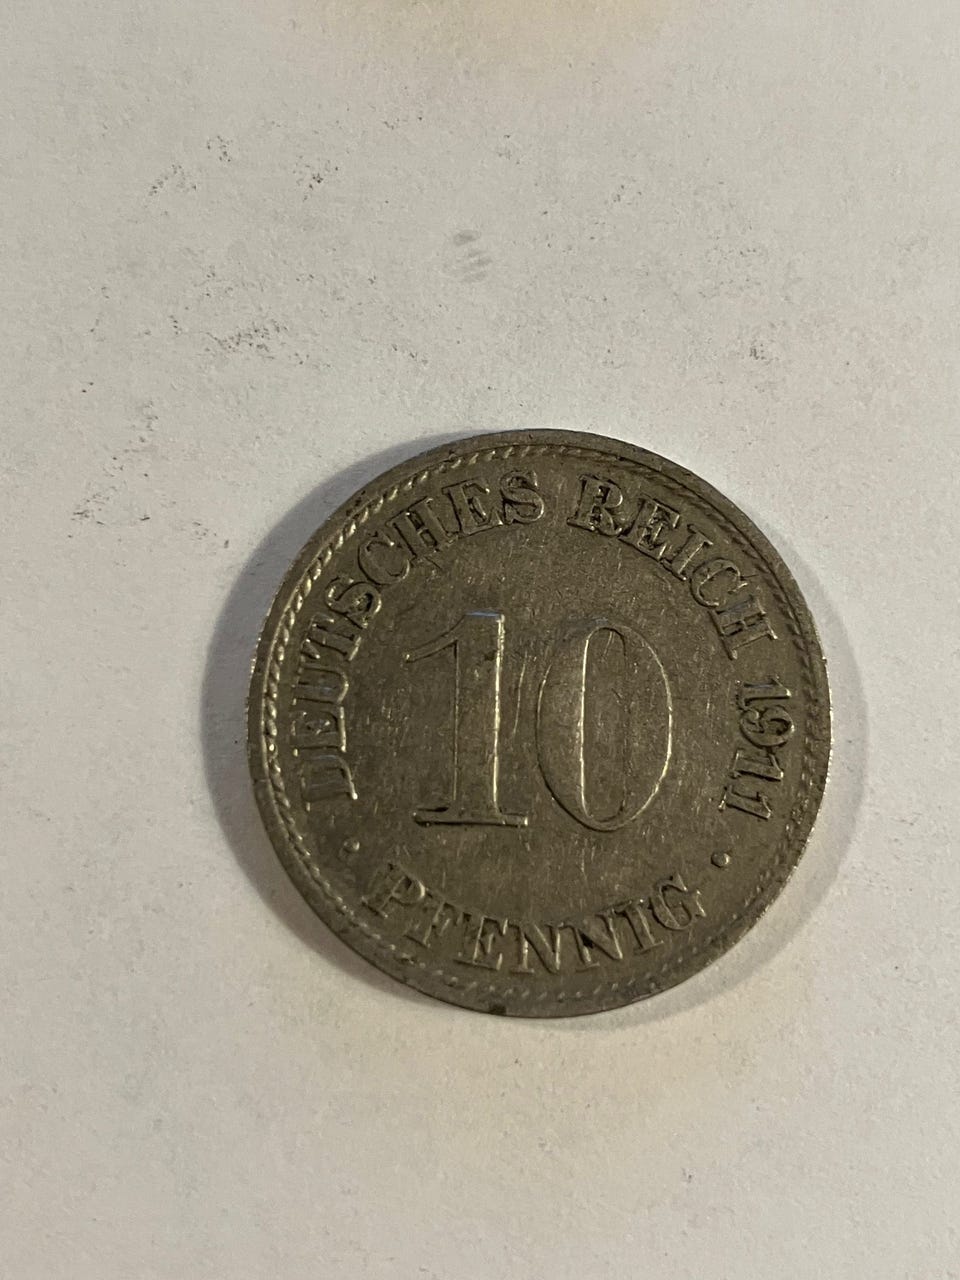 DEUTSCHES REICH 1911
10
• PFENNIG •